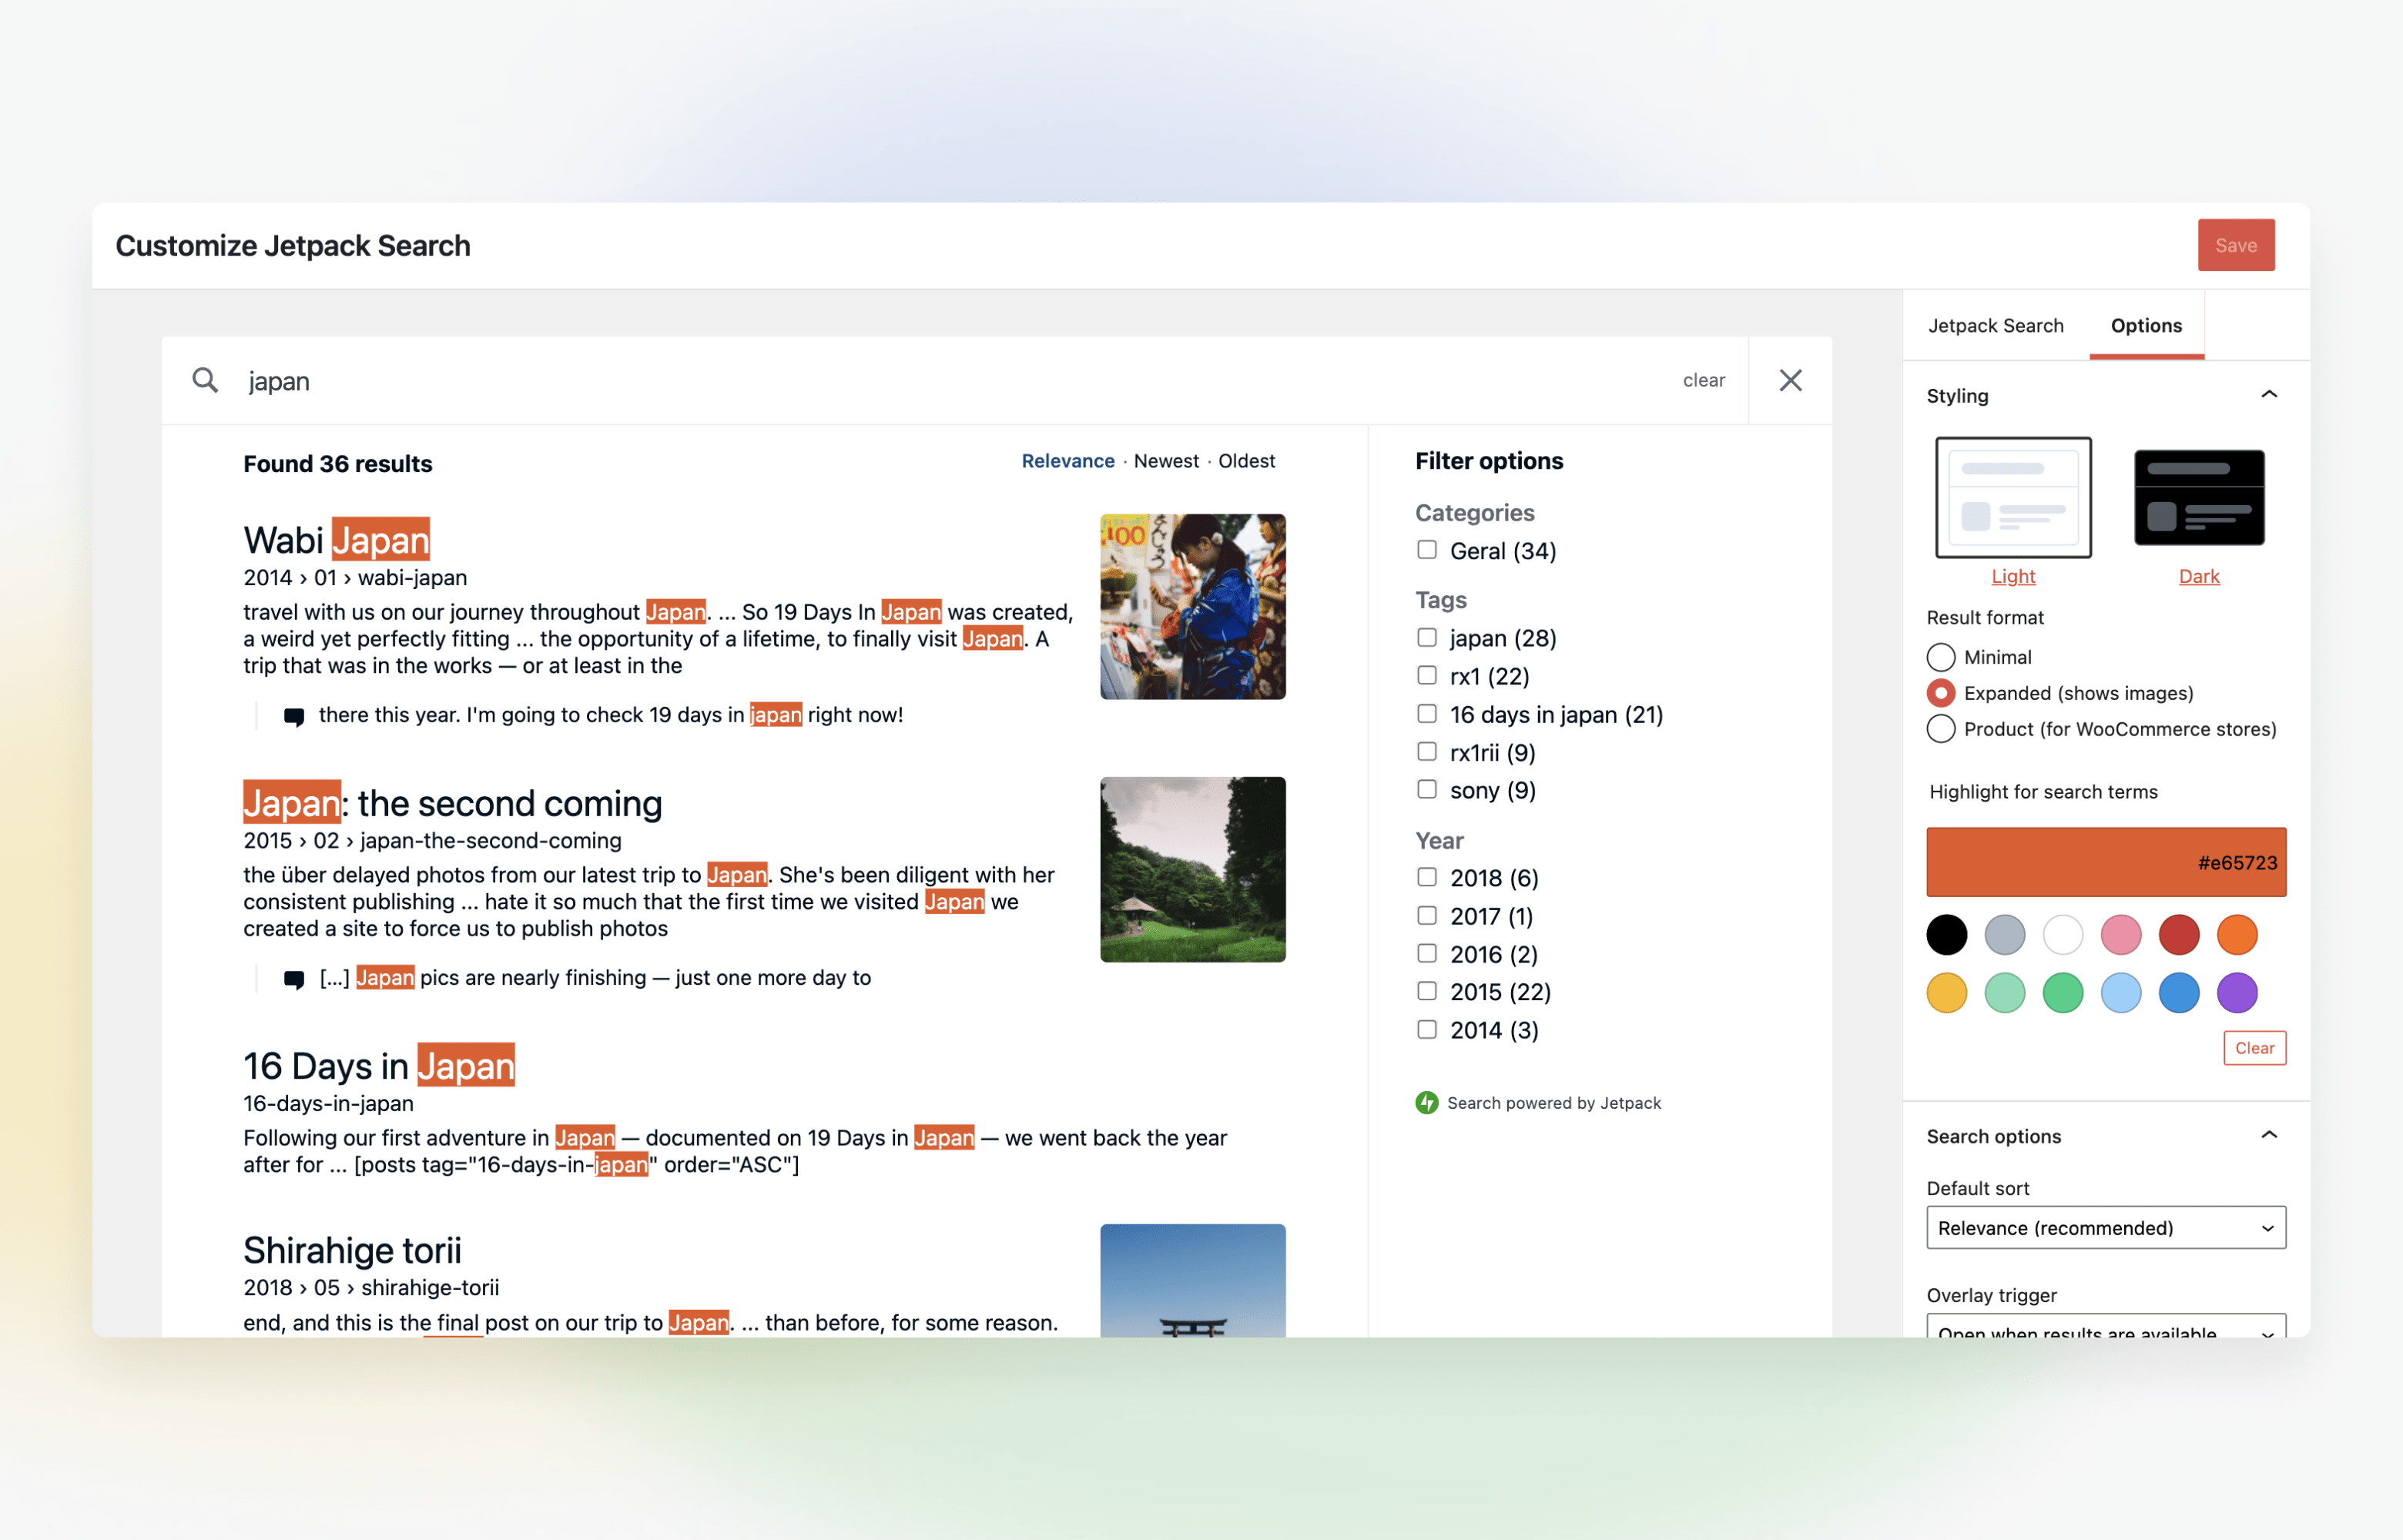 Customize Jetpack Search
Save
japan
clear
Found 36 results
Relevance · Newest · Oldest
Wabi Japan
2014 › 01 › wabi-japan
travel with us on our journey throughout Japan. ... So 19 Days In Japan was created,
a weird yet perfectly fitting ... the opportunity of a lifetime, to finally visit Japan. A
trip that was in the works — or at least in the
there this year. I'm going to check 19 days in japan right now!
100
Japan: the second coming
2015 › 02 › japan-the-second-coming
the über delayed photos from our latest trip to Japan. She's been diligent with her
consistent publishing ... hate it so much that the first time we visited Japan we
created a site to force us to publish photos
[...] Japan pics are nearly finishing — just one more day to
16 Days in Japan
16-days-in-japan
Following our first adventure in Japan — documented on 19 Days in Japan — we went back the year
after for ... [posts tag="16-days-in-japan" order="ASC"]
Shirahige torii
2018 › 05 › shirahige-torii
end, and this is the final post on our trip to Japan. ... than before, for some reason.
Filter options
Categories
Geral (34)
Tags
japan (28)
rx1 (22)
16 days in japan (21)
rx1rii (9)
sony (9)
Year
2018 (6)
2017 (1)
2016 (2)
2015 (22)
2014 (3)
Search powered by Jetpack
Jetpack Search
Options
Styling
Light
Dark
Result format
Minimal
Expanded (shows images)
Product (for WooCommerce stores)
Highlight for search terms
#e65723
Clear
Search options
Default sort
Relevance (recommended)
Overlay trigger
Open when results are available